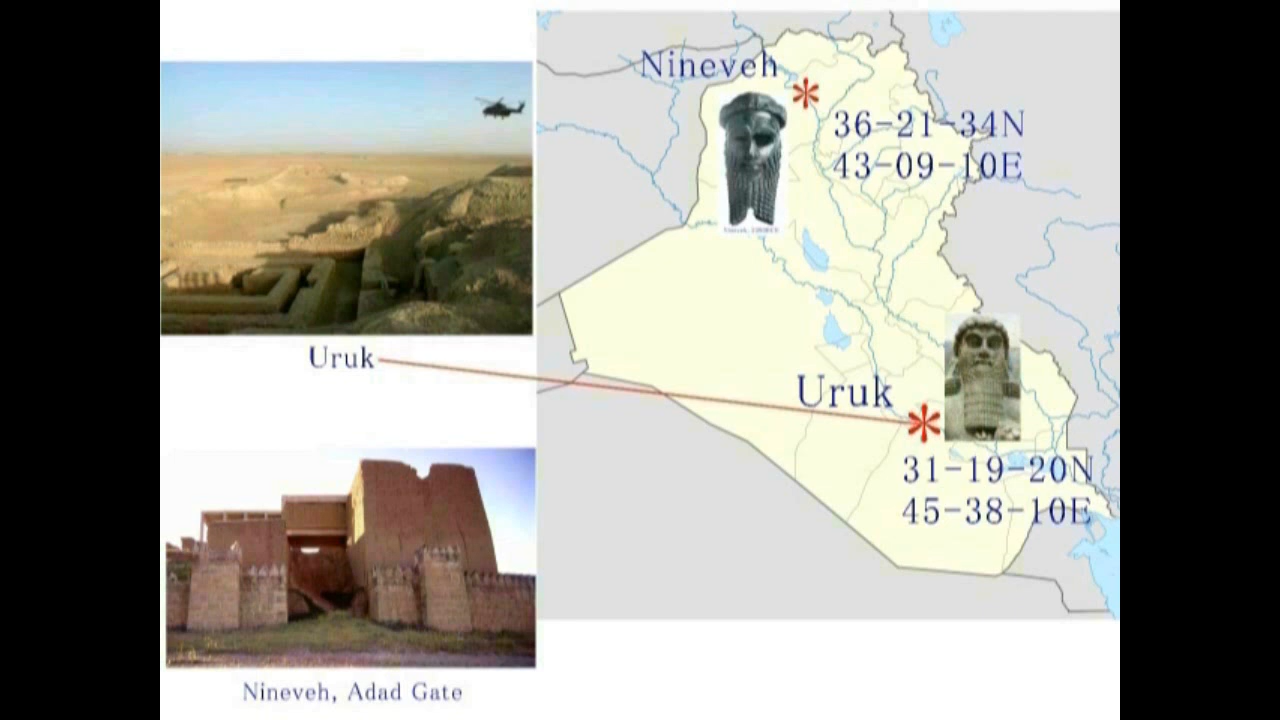 Nineveh
36-21-34N
43-09-10E
Uruk
Uruk
31-19-20N
45-38-10E
Nineveh, Adad Gate